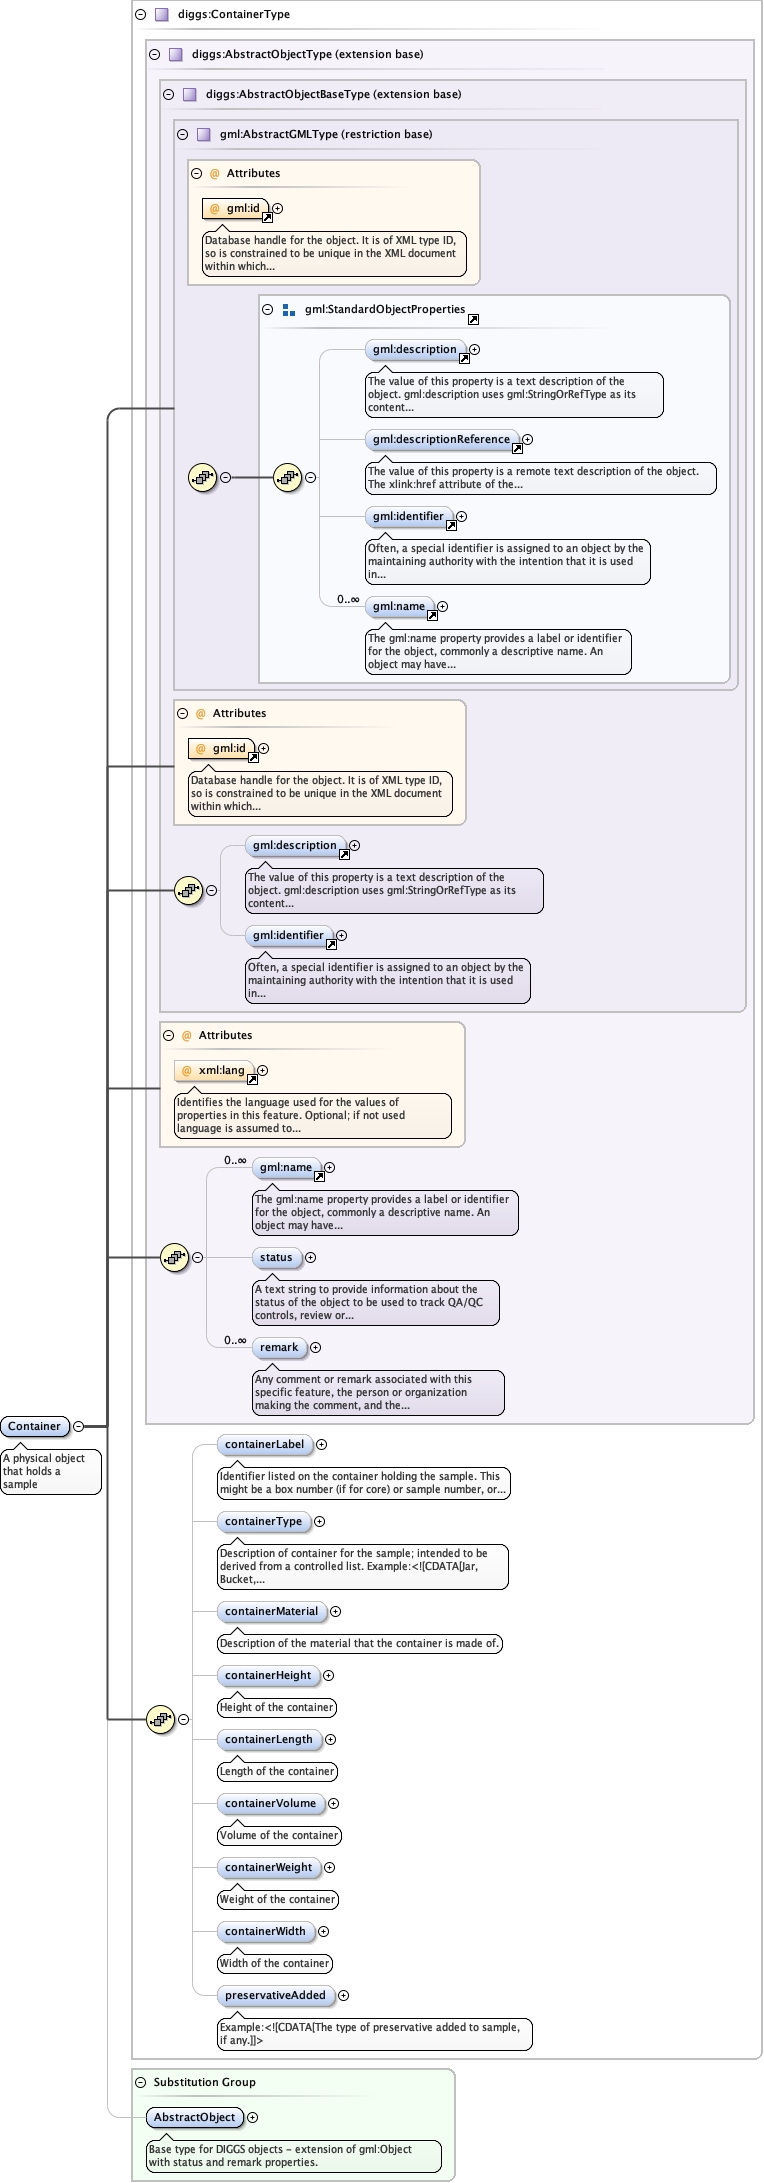 diggs:ContainerType
diggs:AbstractObjectType (extension base)
diggs:AbstractObjectBaseType (extension base)
gml:AbstractGMLType (restriction base)
@ Attributes
@ gml:id
Database handle for the object. It is of XML type ID,
so is constrained to be unique in the XML document
within which...
gml:StandardObjectProperties
gml:description
The value of this property is a text description of the
object. gml:description uses gml:StringOrRefType as its
content...
gml:descriptionReference
The value of this property is a remote text description of the object.
The xlink:href attribute of the...
gml:identifier
Often, a special identifier is assigned to an object by the
maintaining authority with the intention that it is used
in...
0..∞
gml:name
The gml:name property provides a label or identifier
for the object, commonly a descriptive name. An
object may have...
@ Attributes
@ gml:id
Database handle for the object. It is of XML type ID,
so is constrained to be unique in the XML document
within which...
gml:description
The value of this property is a text description of the
object. gml:description uses gml:StringOrRefType as its
content...
gml:identifier
Often, a special identifier is assigned to an object by the
maintaining authority with the intention that it is used
in...
@ Attributes
@ xml:lang
Identifies the language used for the values of
properties in this feature. Optional; if not used
language is assumed to...
0..∞
gml:name
The gml:name property provides a label or identifier
for the object, commonly a descriptive name. An
object may have...
status
A text string to provide information about the
status of the object to be used to track QA/QC
controls, review or...
0..∞
remark
Any comment or remark associated with this
specific feature, the person or organization
making the comment, and the...
Container
A physical object
that holds a
sample
containerLabel
Identifier listed on the container holding the sample. This
might be a box number (if for core) or sample number, or...
containerType
Description of container for the sample; intended to be
derived from a controlled list. Example:<![CDATA[Jar,
Bucket,...
containerMaterial
Description of the material that the container is made of.
containerHeight
Height of the container
containerLength
Length of the container
containerVolume
Volume of the container
containerWeight
Weight of the container
containerWidth
Width of the container
preservativeAdded
Example:<![CDATA[The type of preservative added to sample,
if any.]]>
Substitution Group
AbstractObject
Base type for DIGGS objects – extension of gml:Object
with status and remark properties.